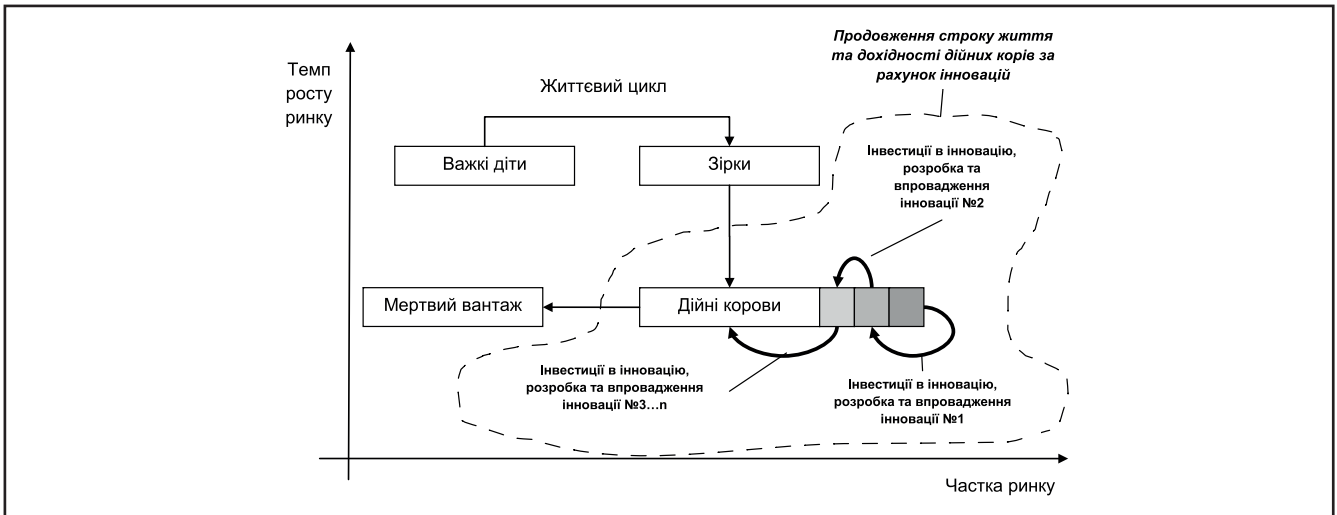 Продовження строку життя
та дохідності дійних корів за
рахунок інновацій
Темп
росту
ринку
Життєвий цикл
Важкі діти
Зірки
Інвестиції в інновацію,
розробка та
впровадження
інновації №2
Мертвий вантаж
Дійні корови
Інвестиції в інновацію,
розробка та впровадження
інновації №3...n
Інвестиції в інновацію,
розробка та впровадження
інновації №1
Частка ринку